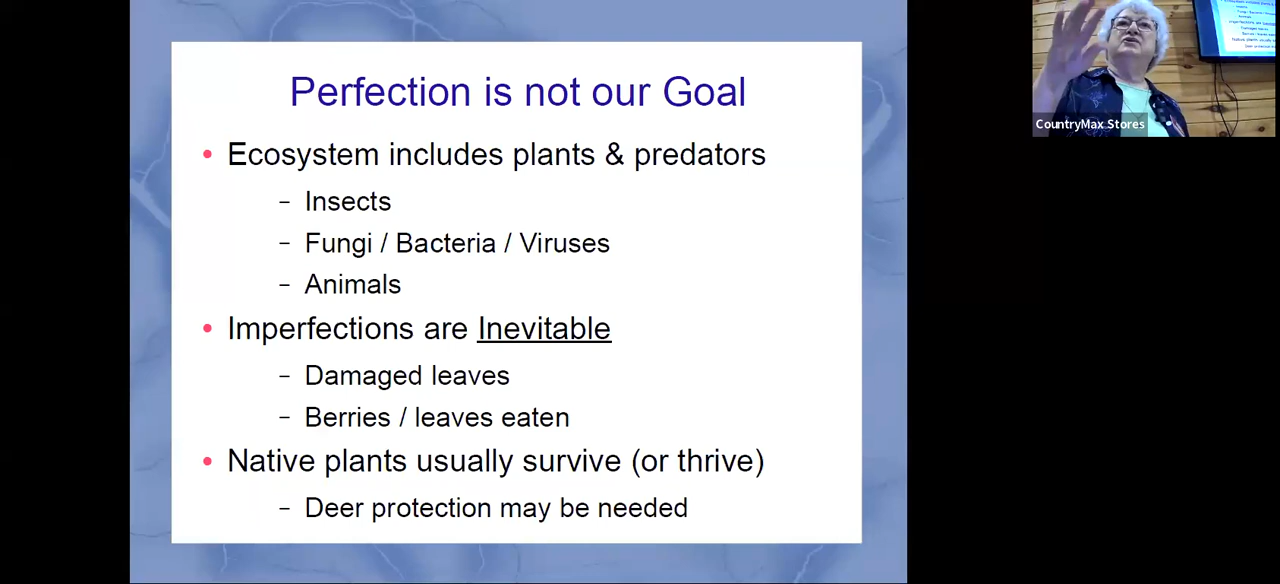 Perfection is not our Goal
• Ecosystem includes plants & predators
– Insects
– Fungi / Bacteria / Viruses
– Animals
• Imperfections are Inevitable
– Damaged leaves
– Berries / leaves eaten
• Native plants usually survive (or thrive)
– Deer protection may be needed
CountryMax Stores